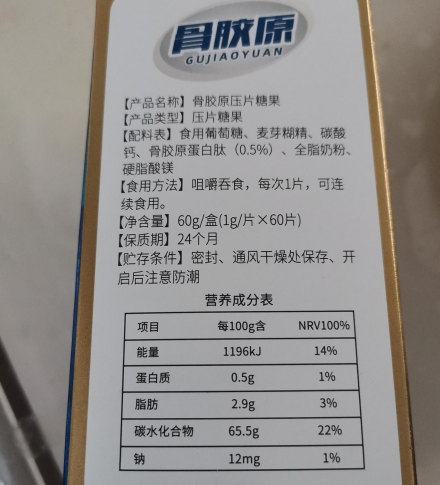 骨胶原
GUJIAOYUAN
【产品名称】骨胶原压片糖果
【产品类型】压片糖果
【配料表】食用葡萄糖、麦芽糊精、碳酸
钙、骨胶原蛋白肽（0.5%）、全脂奶粉、
硬脂酸镁
【食用方法】咀嚼吞食，每次1片，可连
续食用。
【净含量】60g/盒(1g/片×60片)
【保质期】24个月
【贮存条件】密封、通风干燥处保存、开
启后注意防潮
营养成分表
项目 每100g含 NRV100%
能量 1196kJ 14%
蛋白质 0.5g 1%
脂肪 2.9g 3%
碳水化合物 65.5g 22%
钠 12mg 1%